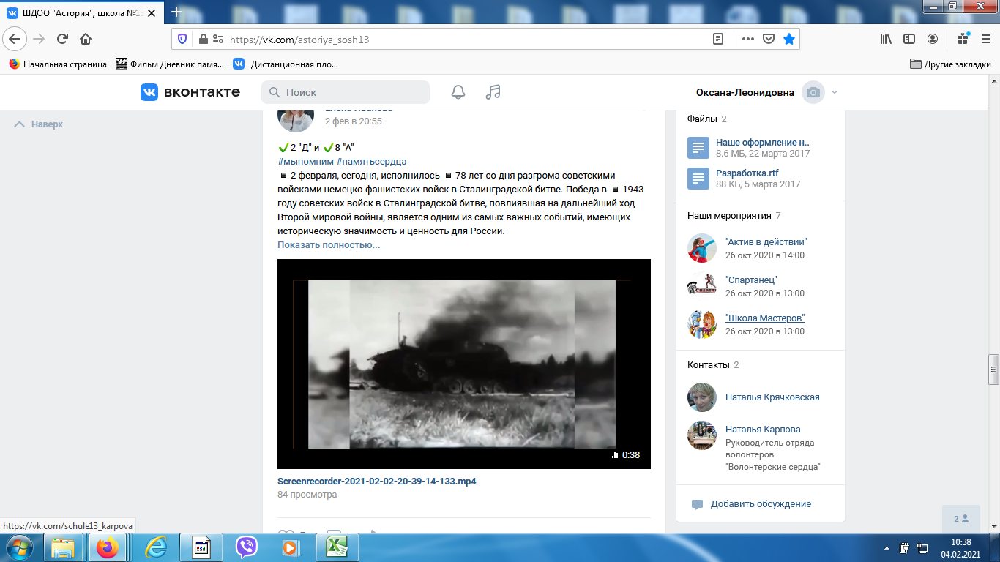 ШДОО "Астория", школа №13
https://vk.com/astoriya_sosh13
Начальная страница
Фильм Дневник памя...
Дистанционная пло...
Другие закладки
вконтакте
Поиск
Оксана-Леонидовна
Наверх
2 фев в 20:55
2 "Д" и 8 "А"
#мыпомним #памятьсердца
2 февраля, сегодня, исполнилось 78 лет со дня разгрома советскими
войсками немецко-фашистских войск в Сталинградской битве. Победа в 1943
году советских войск в Сталинградской битве, повлиявшая на дальнейший ход
Второй мировой войны, является одним из самых важных событий, имеющих
историческую значимость и ценность для России.
Показать полностью...
0:38
Screenrecorder-2021-02-02-20-39-14-133.mp4
84 просмотра
Файлы 2
Наше оформление н..
8.6 МБ, 22 марта 2017
Разработка.rtf
88 КБ, 5 марта 2017
Наши мероприятия 7
"Актив в действии"
26 окт 2020 в 14:00
"Спартанец"
26 окт 2020 в 13:00
"Школа Мастеров"
26 окт 2020 в 13:00
Контакты 2
Наталья Крячковская
Наталья Карпова
Руководитель отряда
волонтеров
"Волонтерские сердца"
Добавить обсуждение
2
https://vk.com/schule13_karpova
10:38
04.02.2021